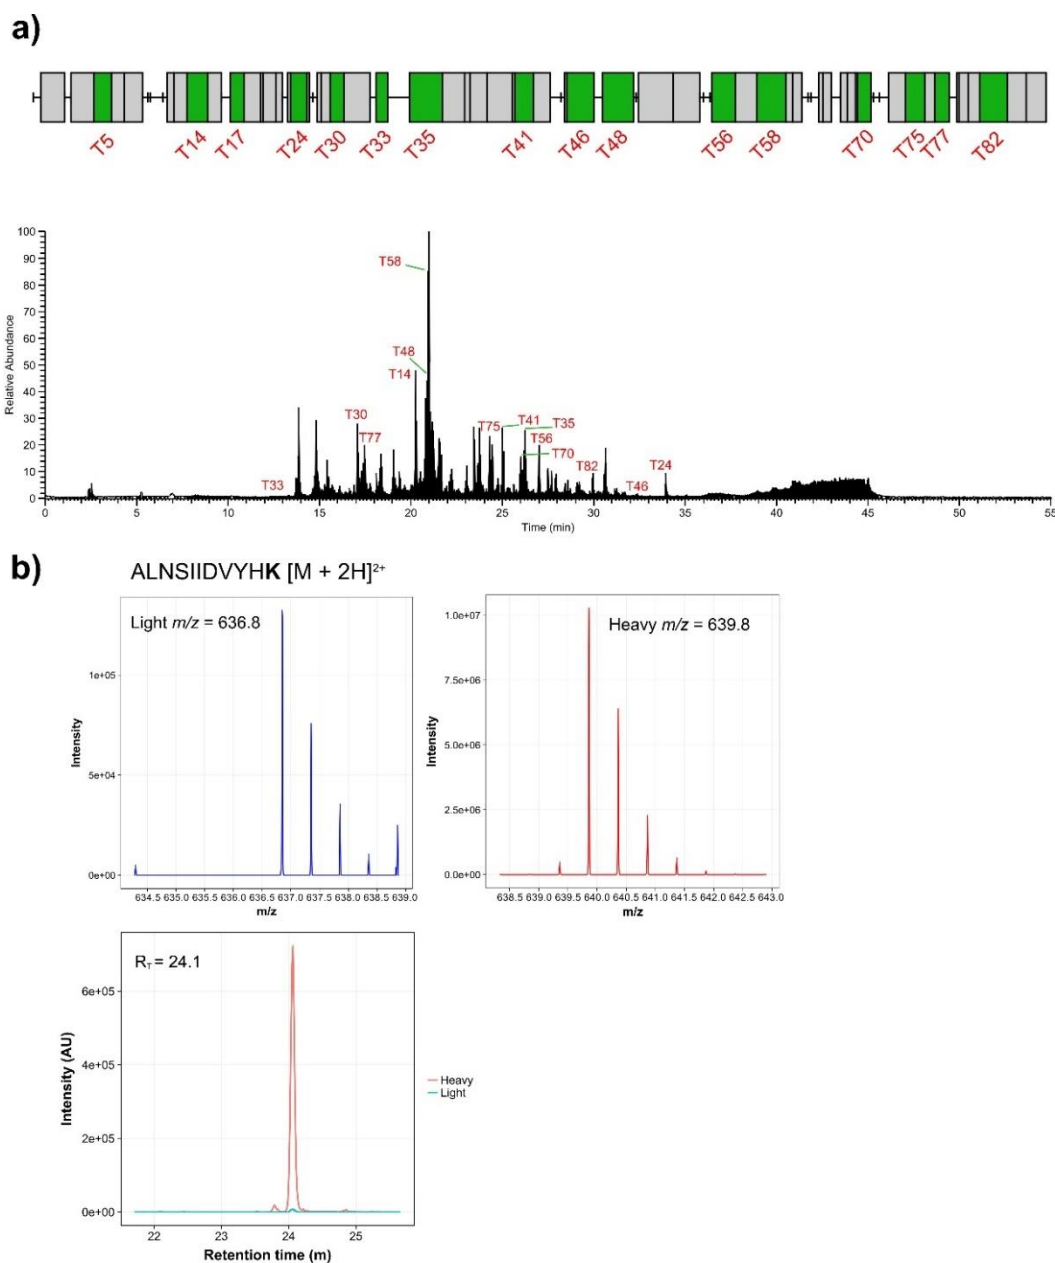 a)
T5 T14 T17 T24 T30 T33 T35 T41 T46 T48 T56 T58 T70 T75 T77 T82
Relative Abundance
100
90
80
70
60
50
40
30
20
10
0
T58
T48
T14
T30
T77
T33
T75
T41
T35
T56
T70
T82
T46
T24
0 5 10 15 20 25 30 35 40 45 50 55
Time (min)
b)
ALNSIIDVYHK [M + 2H]2+
Light m/z = 636.8
Intensity
1e+05
5e+04
0e+00
634.5 635.0 635.5 636.0 636.5 637.0 637.5 638.0 638.5 639.0
m/z
Heavy m/z = 639.8
Intensity
1.0e+07
7.5e+06
5.0e+06
2.5e+06
0.0e+00
638.5 639.0 639.5 640.0 640.5 641.0 641.5 642.0 642.5 643.0
m/z
RT = 24.1
Intensity (AU)
6e+05
4e+05
2e+05
0e+00
22 23 24 25
Retention time (m)
Heavy
Light